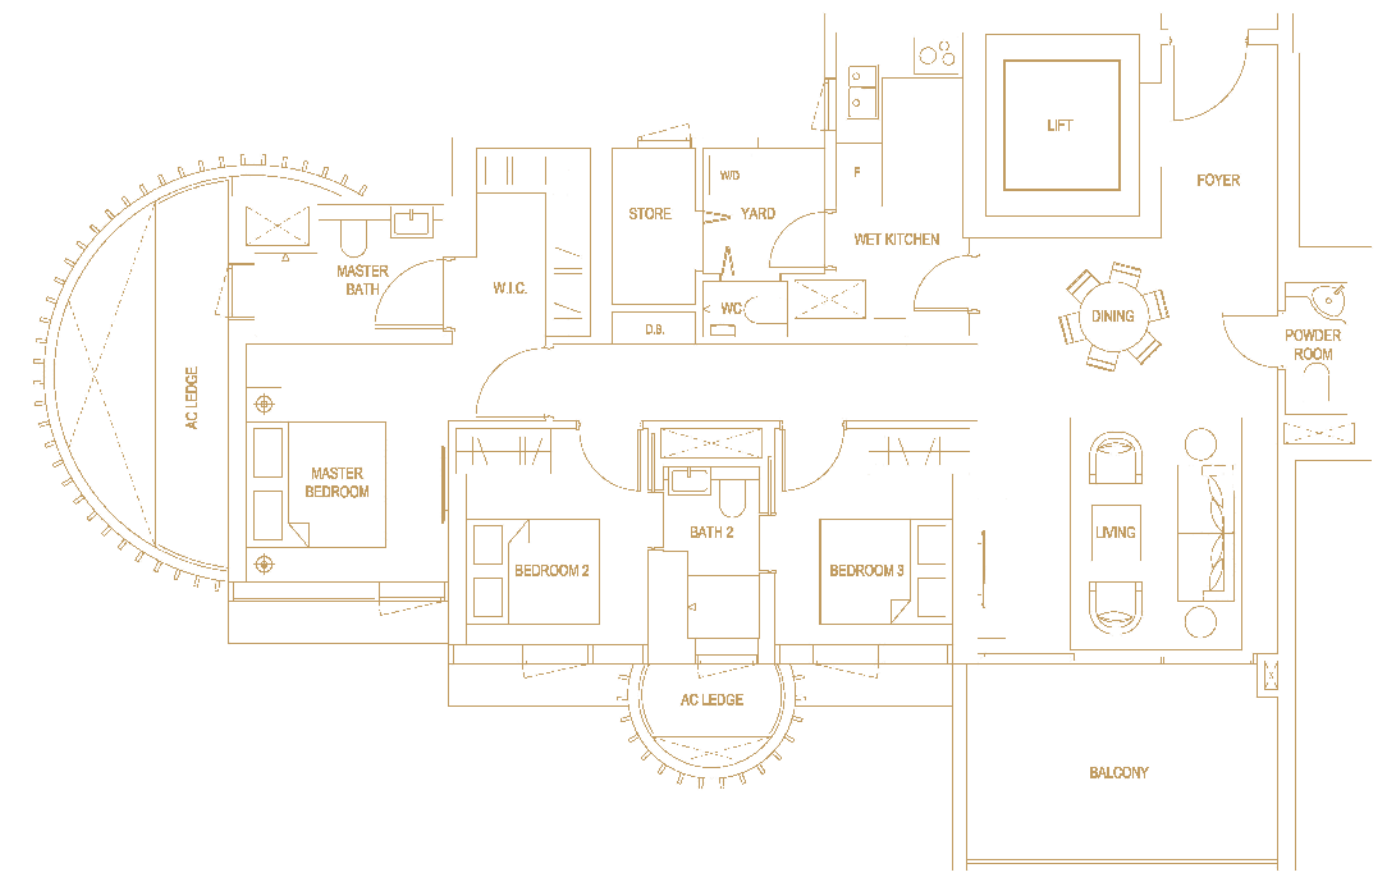 LIFT
W/D
F
FOYER
STORE
YARD
WET KITCHEN
MASTER
BATH
W.I.C.
WC
DINING
D.B.
POWDER
ROOM
AC LEDGE
MASTER
BEDROOM
BATH 2
LIVING
BEDROOM 2
BEDROOM 3
AC LEDGE
BALCONY